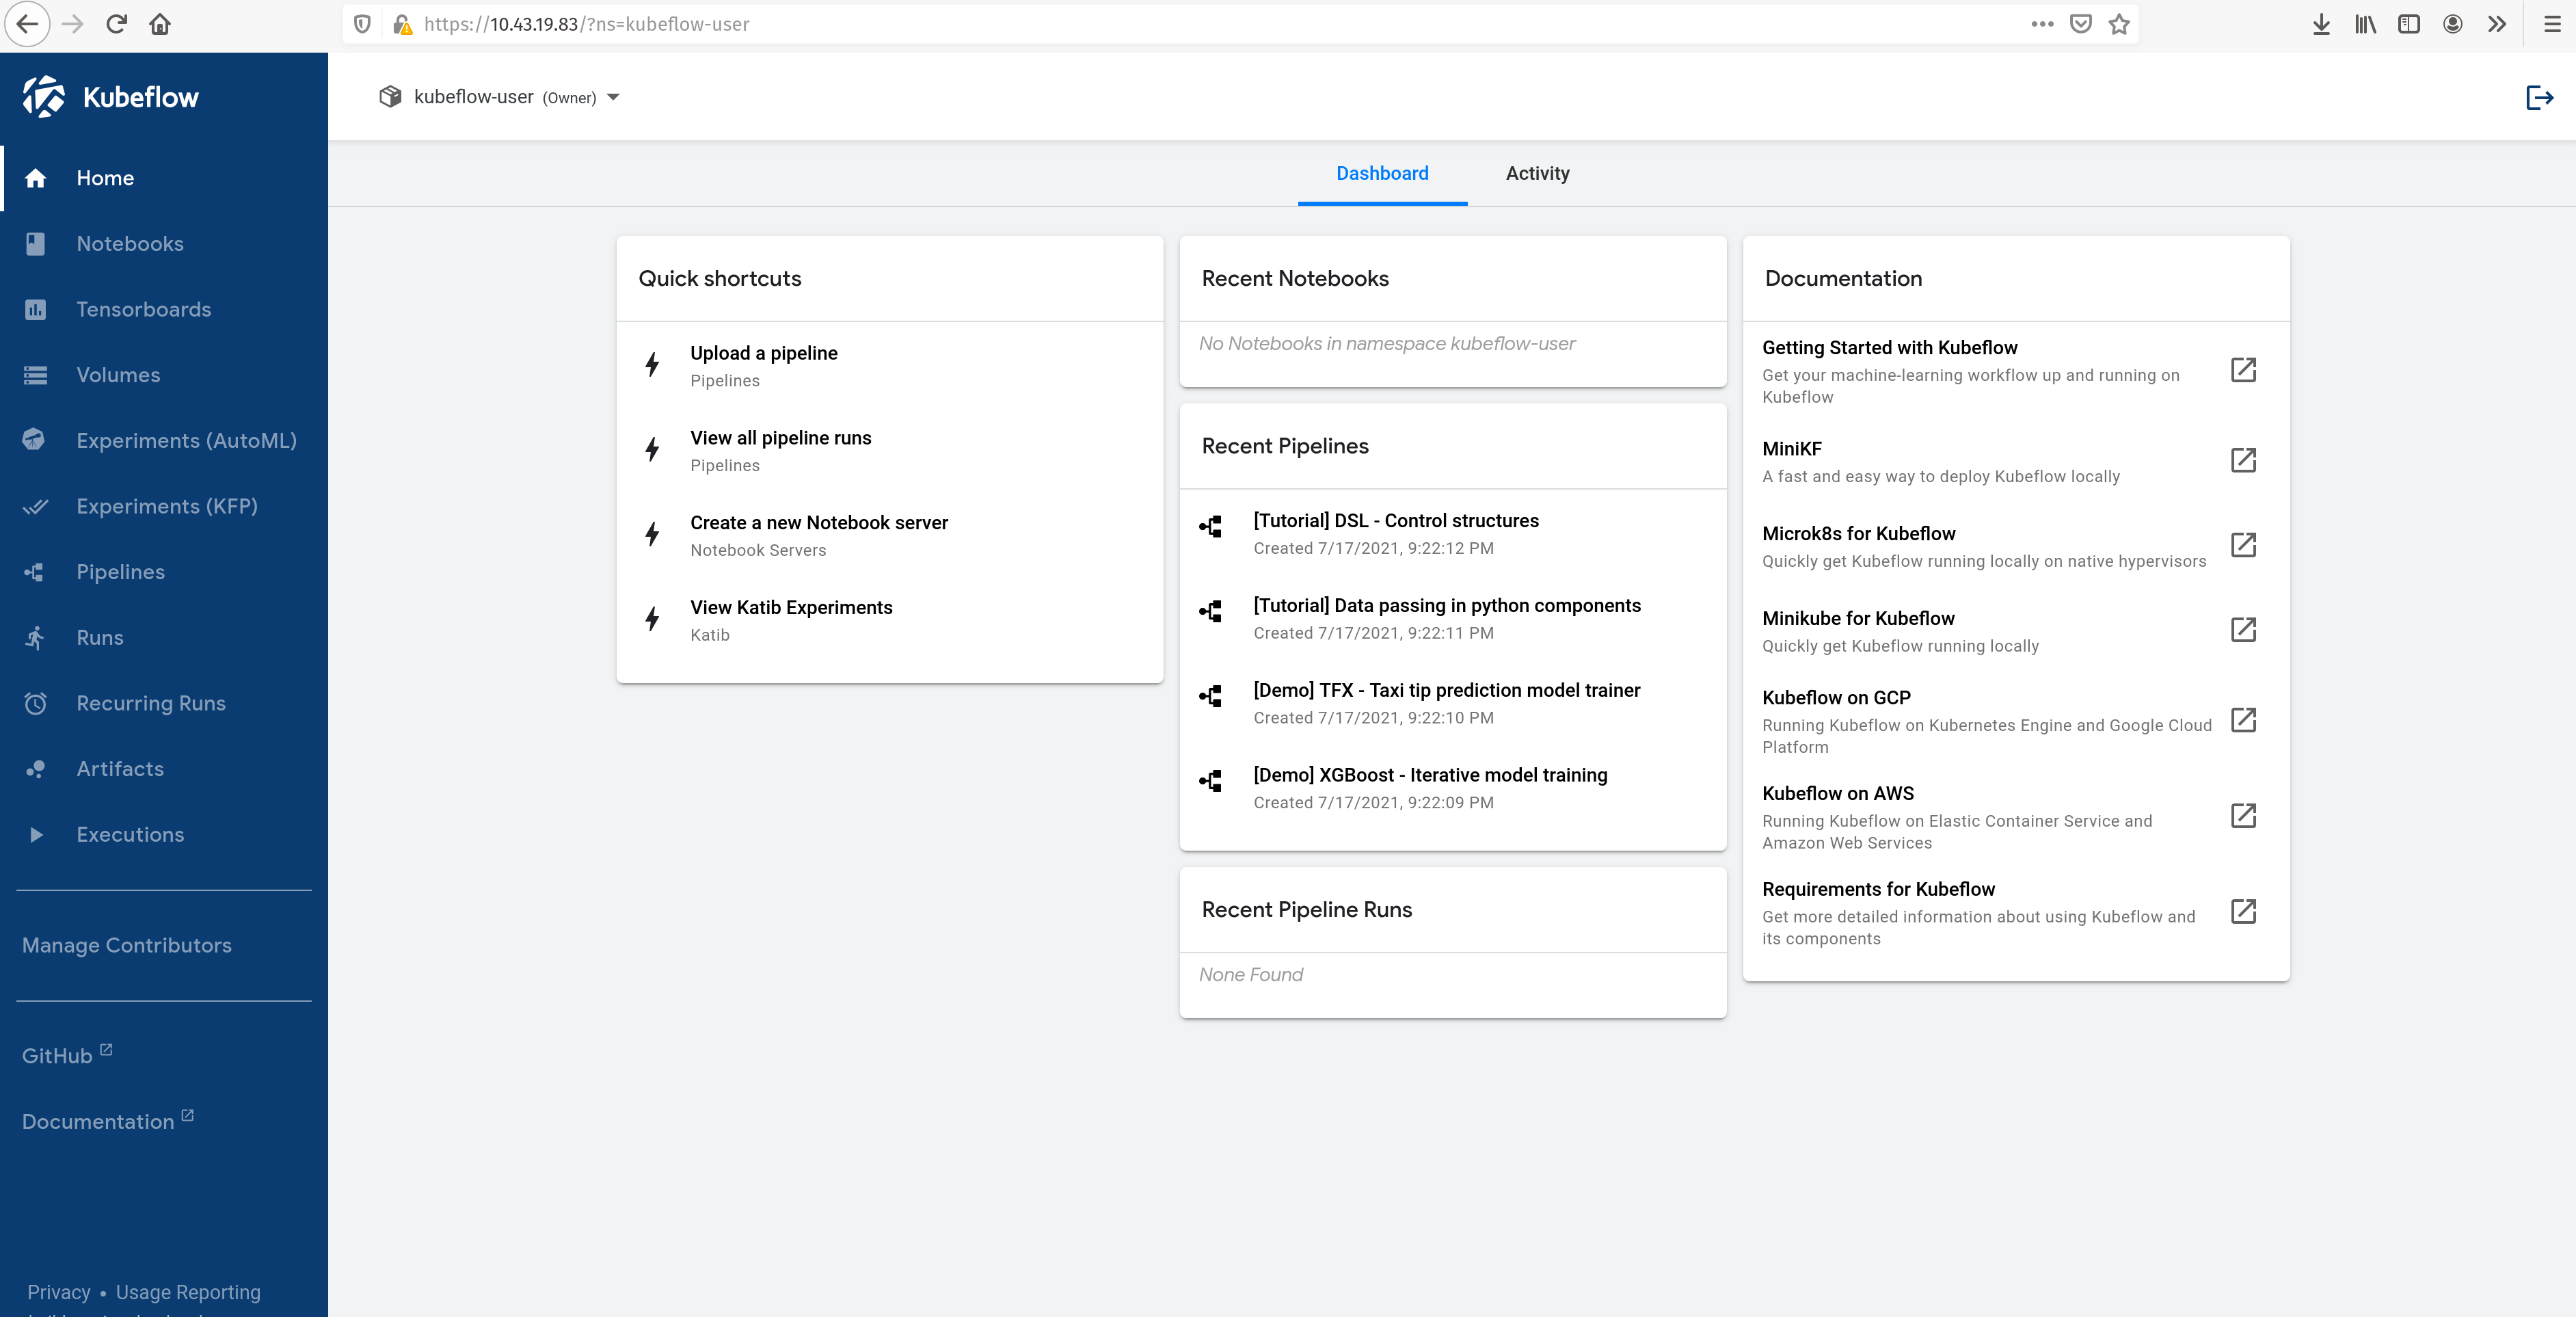 https://10.43.19.83/?ns=kubeflow-user
Kubeflow
kubeflow-user (Owner)
Home
Notebooks
Tensorboards
Volumes
Experiments (AutoML)
Experiments (KFP)
Pipelines
Runs
Recurring Runs
Artifacts
Executions
Manage Contributors
GitHub
Documentation
Privacy • Usage Reporting
Dashboard
Activity
Quick shortcuts
Upload a pipeline
Pipelines
View all pipeline runs
Pipelines
Create a new Notebook server
Notebook Servers
View Katib Experiments
Katib
Recent Notebooks
No Notebooks in namespace kubeflow-user
Recent Pipelines
[Tutorial] DSL - Control structures
Created 7/17/2021, 9:22:12 PM
[Tutorial] Data passing in python components
Created 7/17/2021, 9:22:11 PM
[Demo] TFX - Taxi tip prediction model trainer
Created 7/17/2021, 9:22:10 PM
[Demo] XGBoost - Iterative model training
Created 7/17/2021, 9:22:09 PM
Recent Pipeline Runs
None Found
Documentation
Getting Started with Kubeflow
Get your machine-learning workflow up and running on
Kubeflow
MiniKF
A fast and easy way to deploy Kubeflow locally
Microk8s for Kubeflow
Quickly get Kubeflow running locally on native hypervisors
Minikube for Kubeflow
Quickly get Kubeflow running locally
Kubeflow on GCP
Running Kubeflow on Kubernetes Engine and Google Cloud
Platform
Kubeflow on AWS
Running Kubeflow on Elastic Container Service and
Amazon Web Services
Requirements for Kubeflow
Get more detailed information about using Kubeflow and
its components